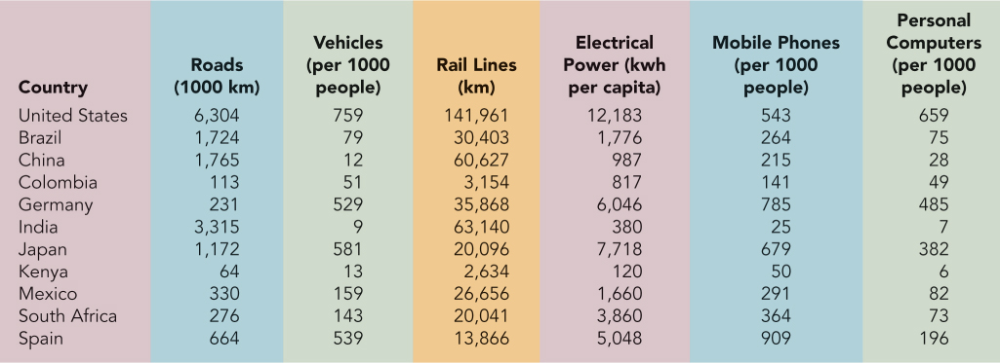 Country Roads (1000 km) Vehicles (per 1000 people) Rail Lines (km) Electrical Power (kwh per capita) Mobile Phones (per 1000 people) Personal Computers (per 1000 people)
United States 6,304 759 141,961 12,183 543 659
Brazil 1,724 79 30,403 1,776 264 75
China 1,765 12 60,627 987 215 28
Colombia 113 51 3,154 817 141 49
Germany 231 529 35,868 6,046 785 485
India 3,315 9 63,140 380 25 7
Japan 1,172 581 20,096 7,718 679 382
Kenya 64 13 2,634 120 50 6
Mexico 330 159 26,656 1,660 291 82
South Africa 276 143 20,041 3,860 364 73
Spain 664 539 13,866 5,048 909 196